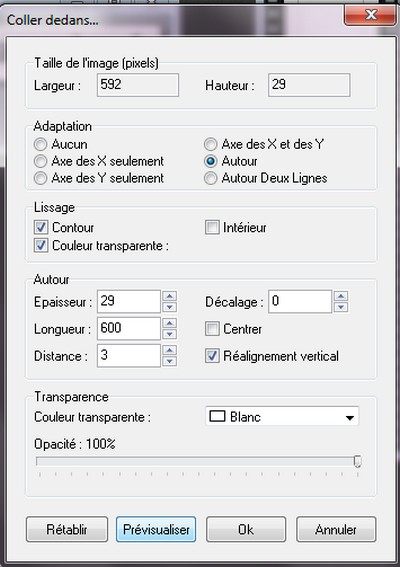 Coller dedans...
Taille de l'image (pixels)
Largeur : 592 Hauteur : 29
Adaptation
Aucun Axe des X et des Y
Axe des X seulement Autour
Axe des Y seulement Autour Deux Lignes
Lissage
Contour Intérieur
Couleur transparente :
Autour
Epaisseur : 29 Décalage : 0
Longueur : 600 Centrer
Distance : 3 Réalignement vertical
Transparence
Couleur transparente : Blanc
Opacité : 100%
Rétablir Prévisualiser Ok Annuler